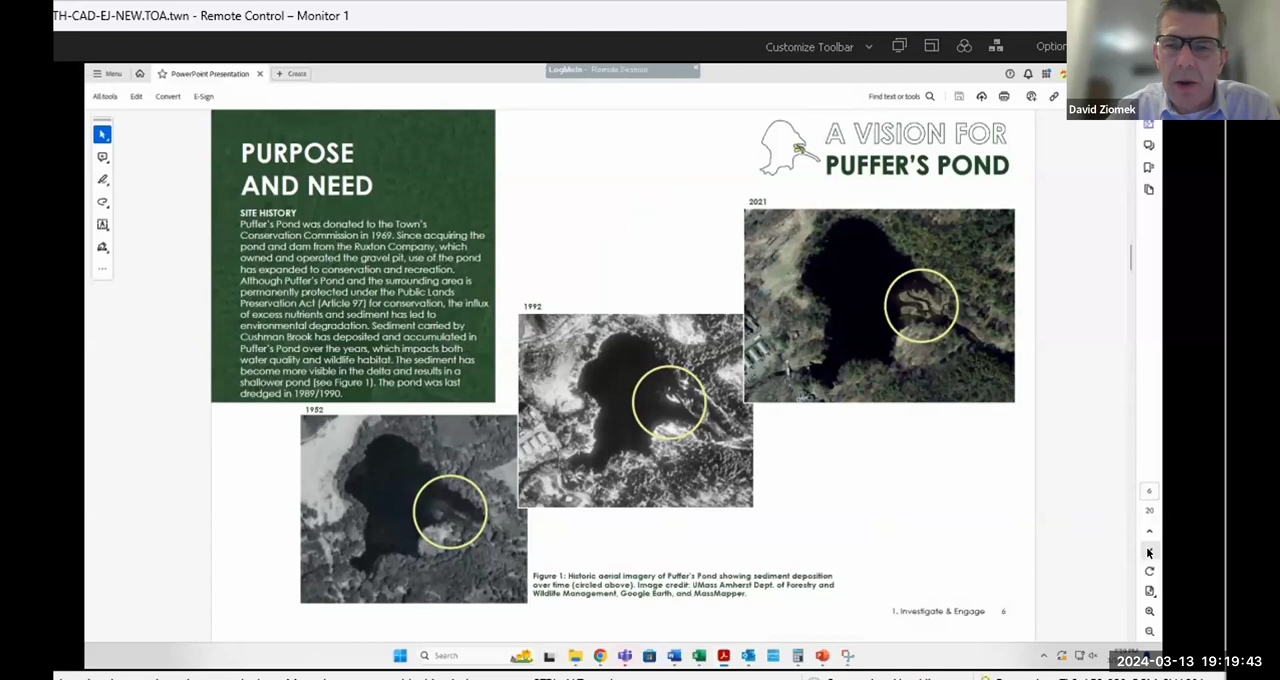 TH-CAD-EJ-NEW.TOA.twn - Remote Control – Monitor 1
Customize Toolbar
Menu
PowerPoint Presentation
Create
LogMeIn - Remote Session
All tools
Edit
Convert
E-Sign
Find text or tools
David Ziomek
PURPOSE
AND NEED
SITE HISTORY
Puffer's Pond was donated to the Town's
Conservation Commission in 1969. Since acquiring the
pond and dam from the Ruxton Company, which
owned and operated the gravel pit, use of the pond
has expanded to conservation and recreation.
Although Puffer's Pond and the surrounding area is
permanently protected under the Public Lands
Preservation Act (Article 97) for conservation, the influx
of excess nutrients and sediment has led to
environmental degradation. Sediment carried by
Cushman Brook has deposited and accumulated in
Puffer's Pond over the years, which impacts both
water quality and wildlife habitat. The sediment has
become more visible in the delta and results in a
shallower pond (see Figure 1). The pond was last
dredged in 1989/1990.
A VISION FOR
PUFFER'S POND
2021
1992
1952
Figure 1: Historic aerial imagery of Puffer's Pond showing sediment deposition
over time (circled above). Image credit: UMass Amherst Dept. of Forestry and
Wildlife Management, Google Earth, and MassMapper.
1. Investigate & Engage 6
6
20
Search
2024-03-13 19:19:43